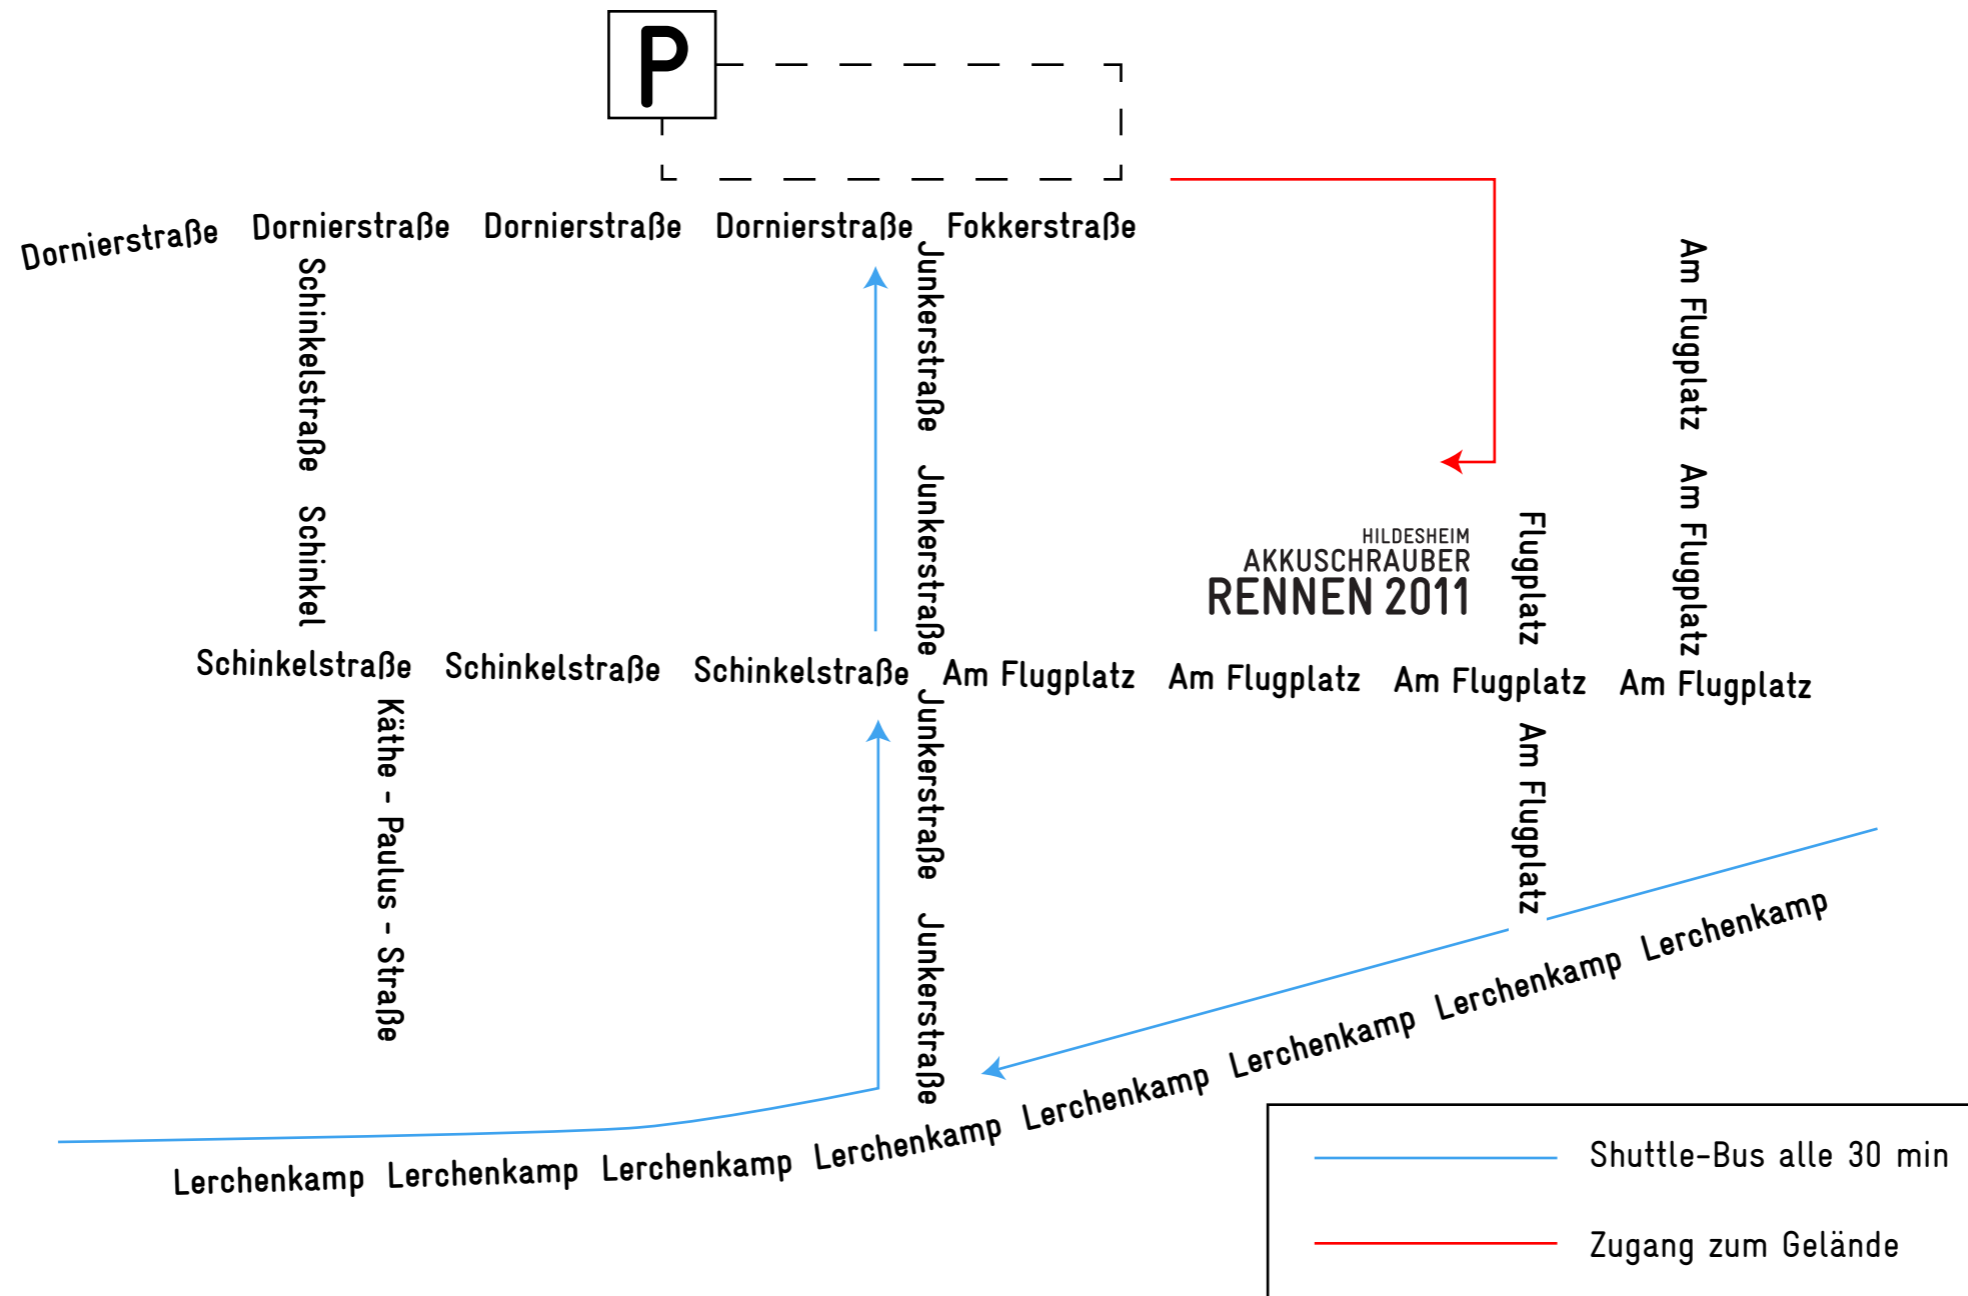 P
Dornierstraße Dornierstraße Dornierstraße Dornierstraße Fokkerstraße
Schinkelstraße Schinkel
Junkerstraße Junkerstraße Junkerstraße Junkerstraße
Am Flugplatz Am Flugplatz
HILDESHEIM
AKKUSCHRAUBER
RENNEN 2011
Flugplatz
Schinkelstraße Schinkelstraße Schinkelstraße Am Flugplatz Am Flugplatz Am Flugplatz Am Flugplatz
Käthe - Paulus - Straße
Am Flugplatz
Lerchenkamp Lerchenkamp Lerchenkamp Lerchenkamp Lerchenkamp Lerchenkamp Lerchenkamp Lerchenkamp
Shuttle-Bus alle 30 min
Zugang zum Gelände